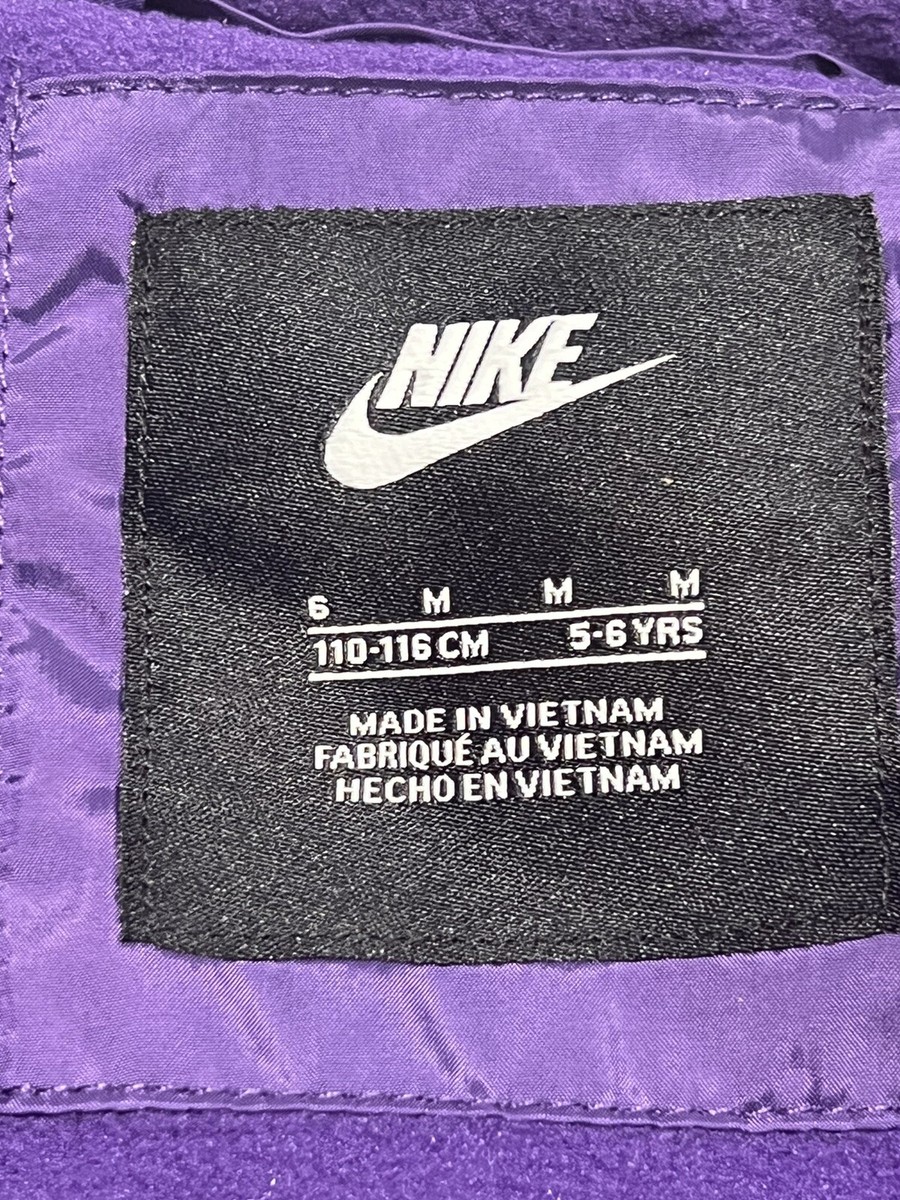 NIKE
6 M M M
110-116 CM 5-6 YRS
MADE IN VIETNAM
FABRIQUÉ AU VIETNAM
HECHO EN VIETNAM